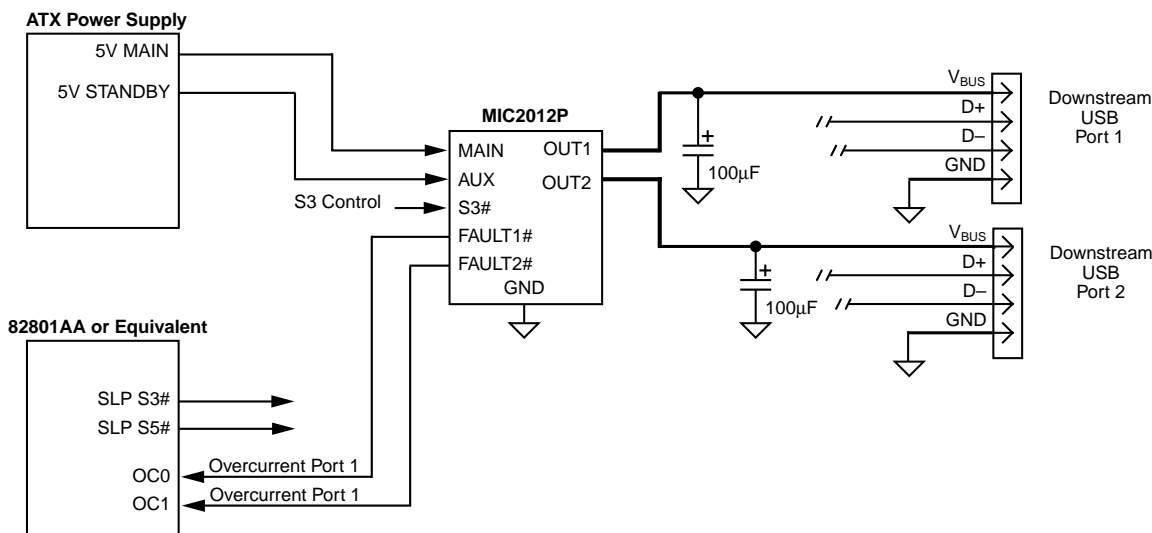 ATX Power Supply
5V MAIN
5V STANDBY
MIC2012P
MAIN
AUX
S3#
FAULT1#
FAULT2#
GND
OUT1
OUT2
S3 Control
100µF
100µF
VBUS
D+
D–
GND
Downstream
USB
Port 1
VBUS
D+
D–
GND
Downstream
USB
Port 2
82801AA or Equivalent
SLP S3#
SLP S5#
OC0
OC1
Overcurrent Port 1
Overcurrent Port 1